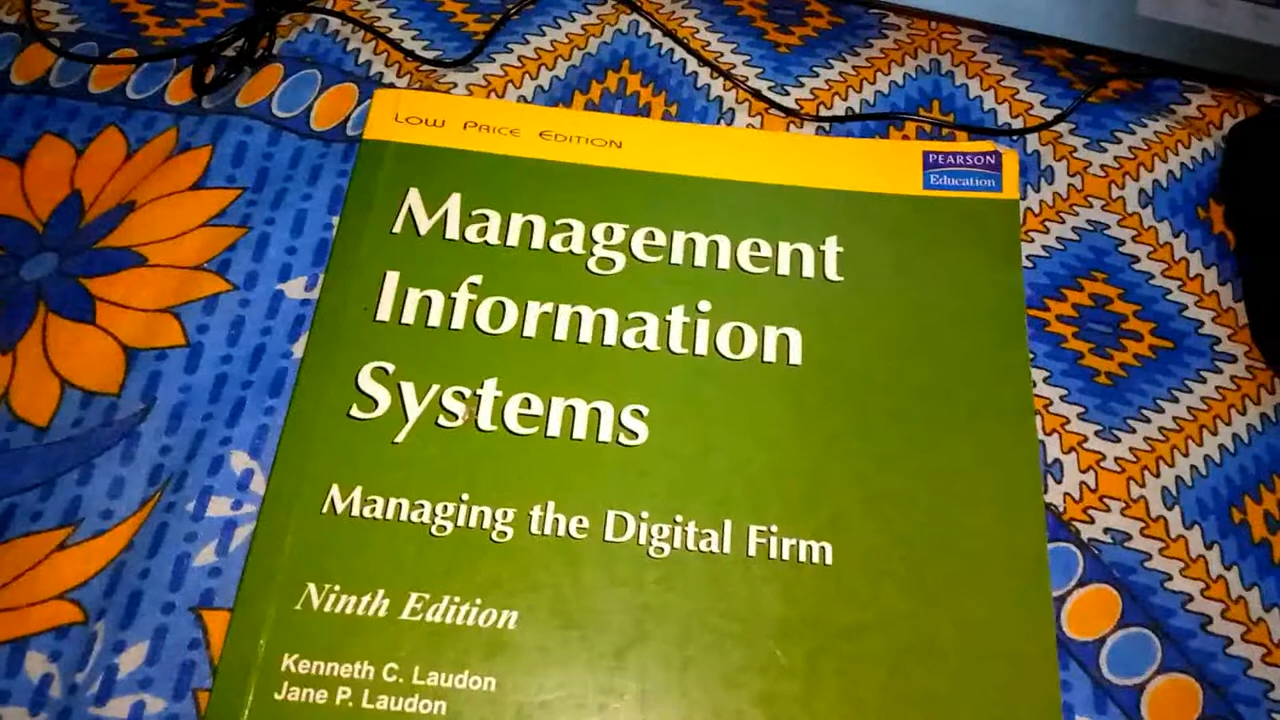 LOW PRICE EDITION
PEARSON
Education
Management
Information
Systems
Managing the Digital Firm
Ninth Edition
Kenneth C. Laudon
Jane P. Laudon